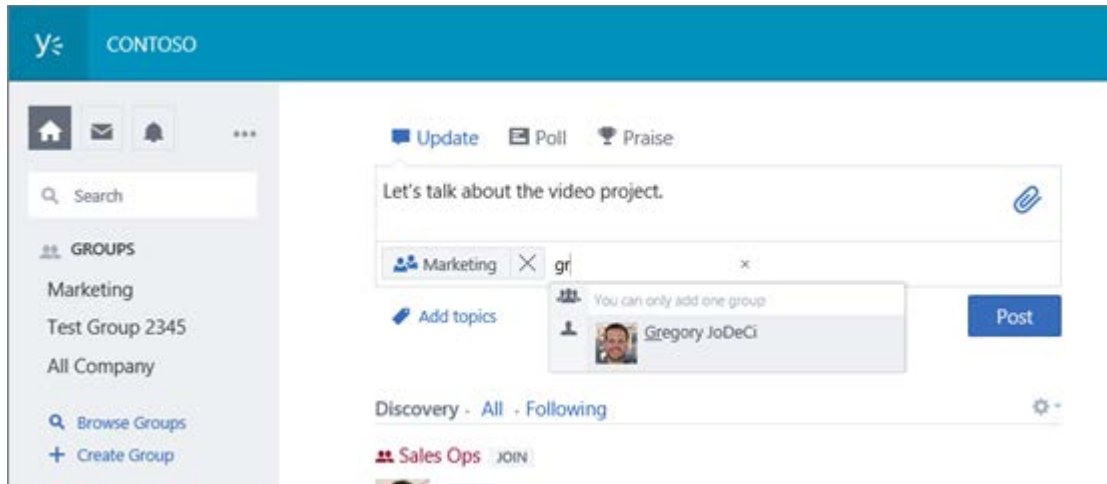 y
CONTOSO
Update Poll Praise
Search
Let's talk about the video project.
GROUPS
Marketing
Test Group 2345
All Company
Browse Groups
Create Group
Marketing gr
You can only add one group
Gregory JoDeCi
Add topics
Post
Discovery - All - Following
Sales Ops JOIN